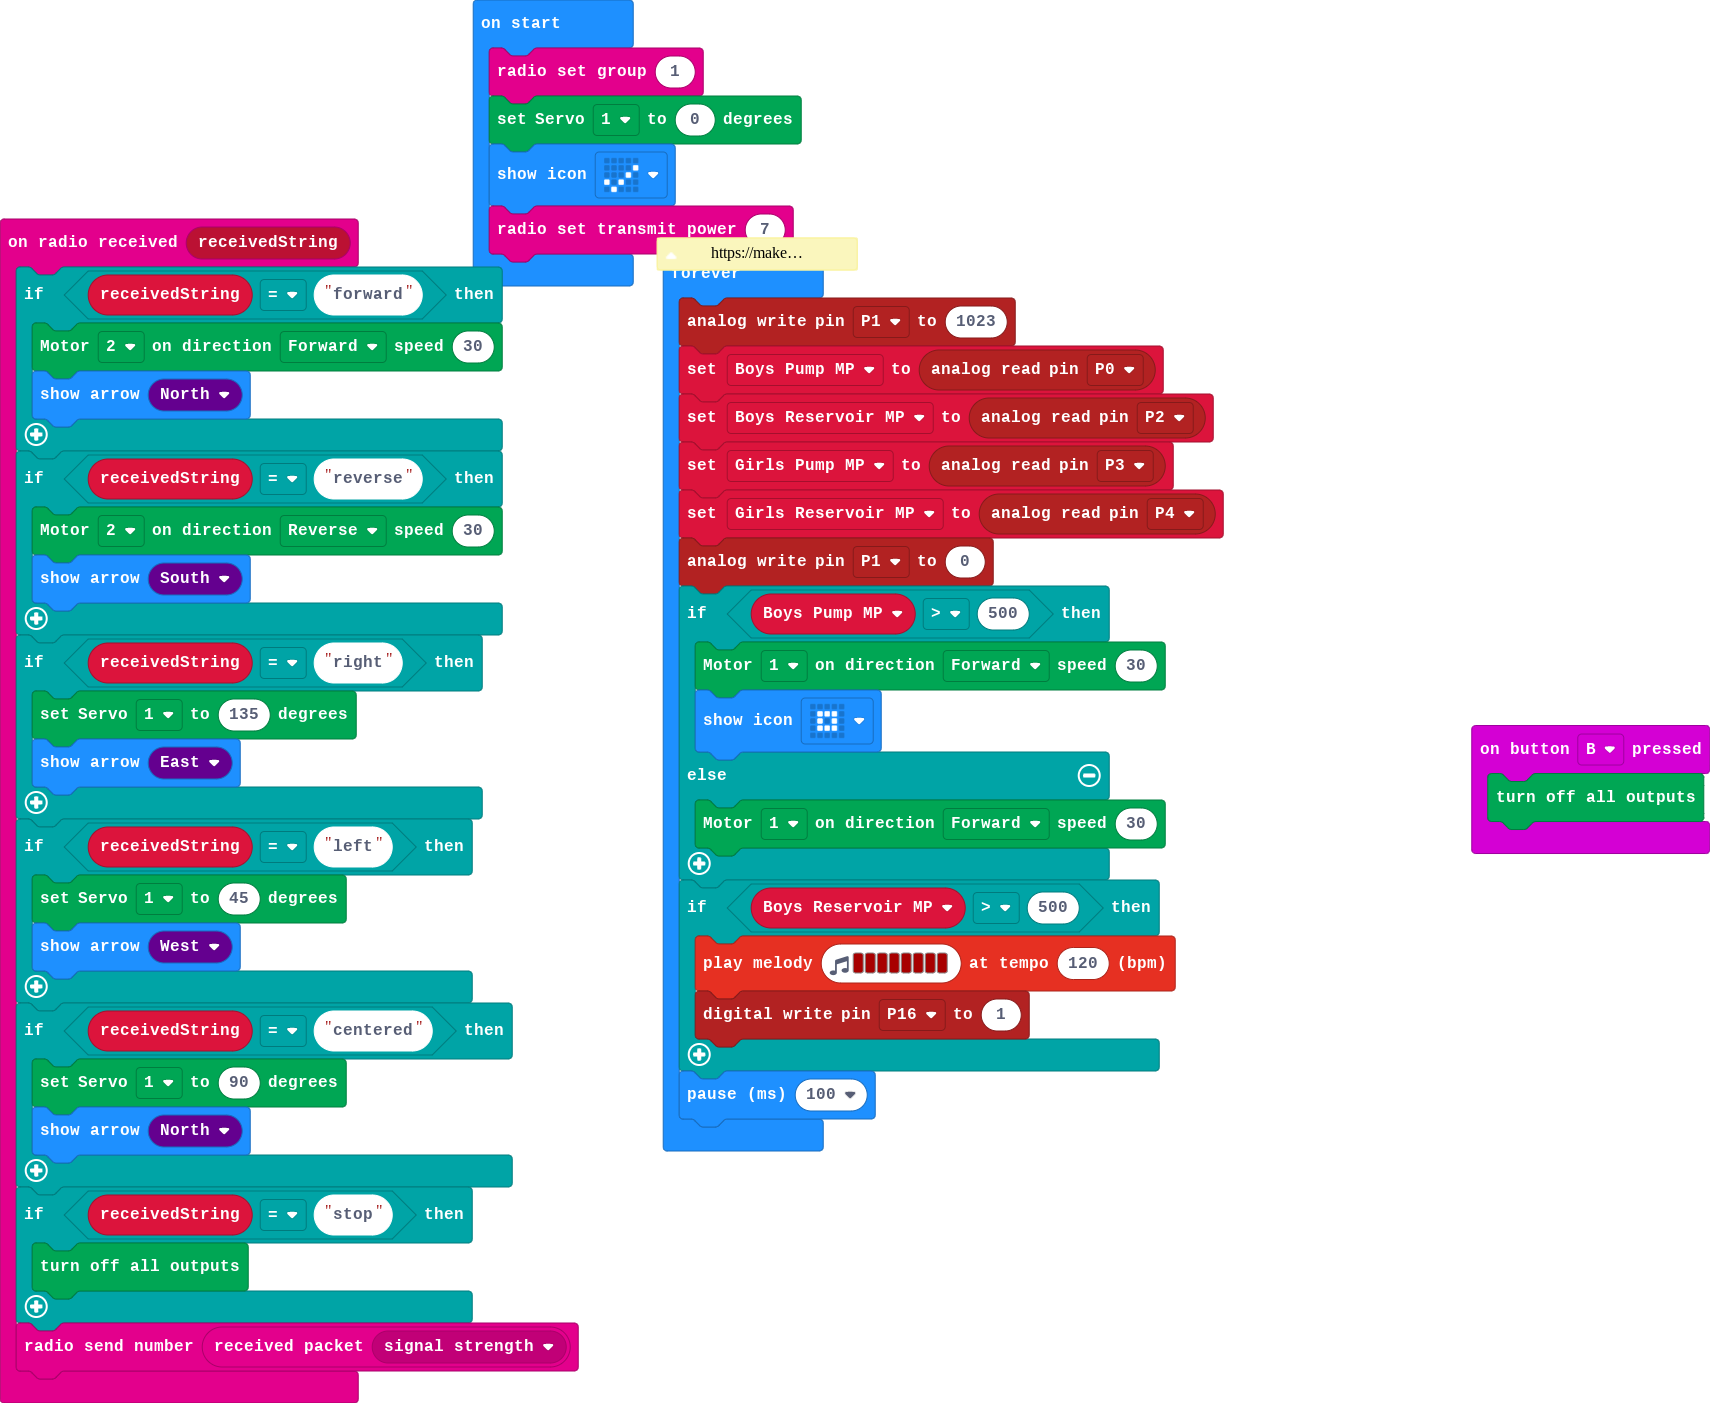 on start
radio set group 1
set Servo 1 to 0 degrees
show icon
radio set transmit power 7
on radio received receivedString
if receivedString = "forward" then
Motor 2 on direction Forward speed 30
show arrow North
if receivedString = "reverse" then
Motor 2 on direction Reverse speed 30
show arrow South
if receivedString = "right" then
set Servo 1 to 135 degrees
show arrow East
if receivedString = "left" then
set Servo 1 to 45 degrees
show arrow West
if receivedString = "centered" then
set Servo 1 to 90 degrees
show arrow North
if receivedString = "stop" then
turn off all outputs
radio send number received packet signal strength
https://make…
forever
analog write pin P1 to 1023
set Boys Pump MP to analog read pin P0
set Boys Reservoir MP to analog read pin P2
set Girls Pump MP to analog read pin P3
set Girls Reservoir MP to analog read pin P4
analog write pin P1 to 0
if Boys Pump MP > 500 then
Motor 1 on direction Forward speed 30
show icon
else
Motor 1 on direction Forward speed 30
if Boys Reservoir MP > 500 then
play melody at tempo 120 (bpm)
digital write pin P16 to 1
pause (ms) 100
on button B pressed
turn off all outputs